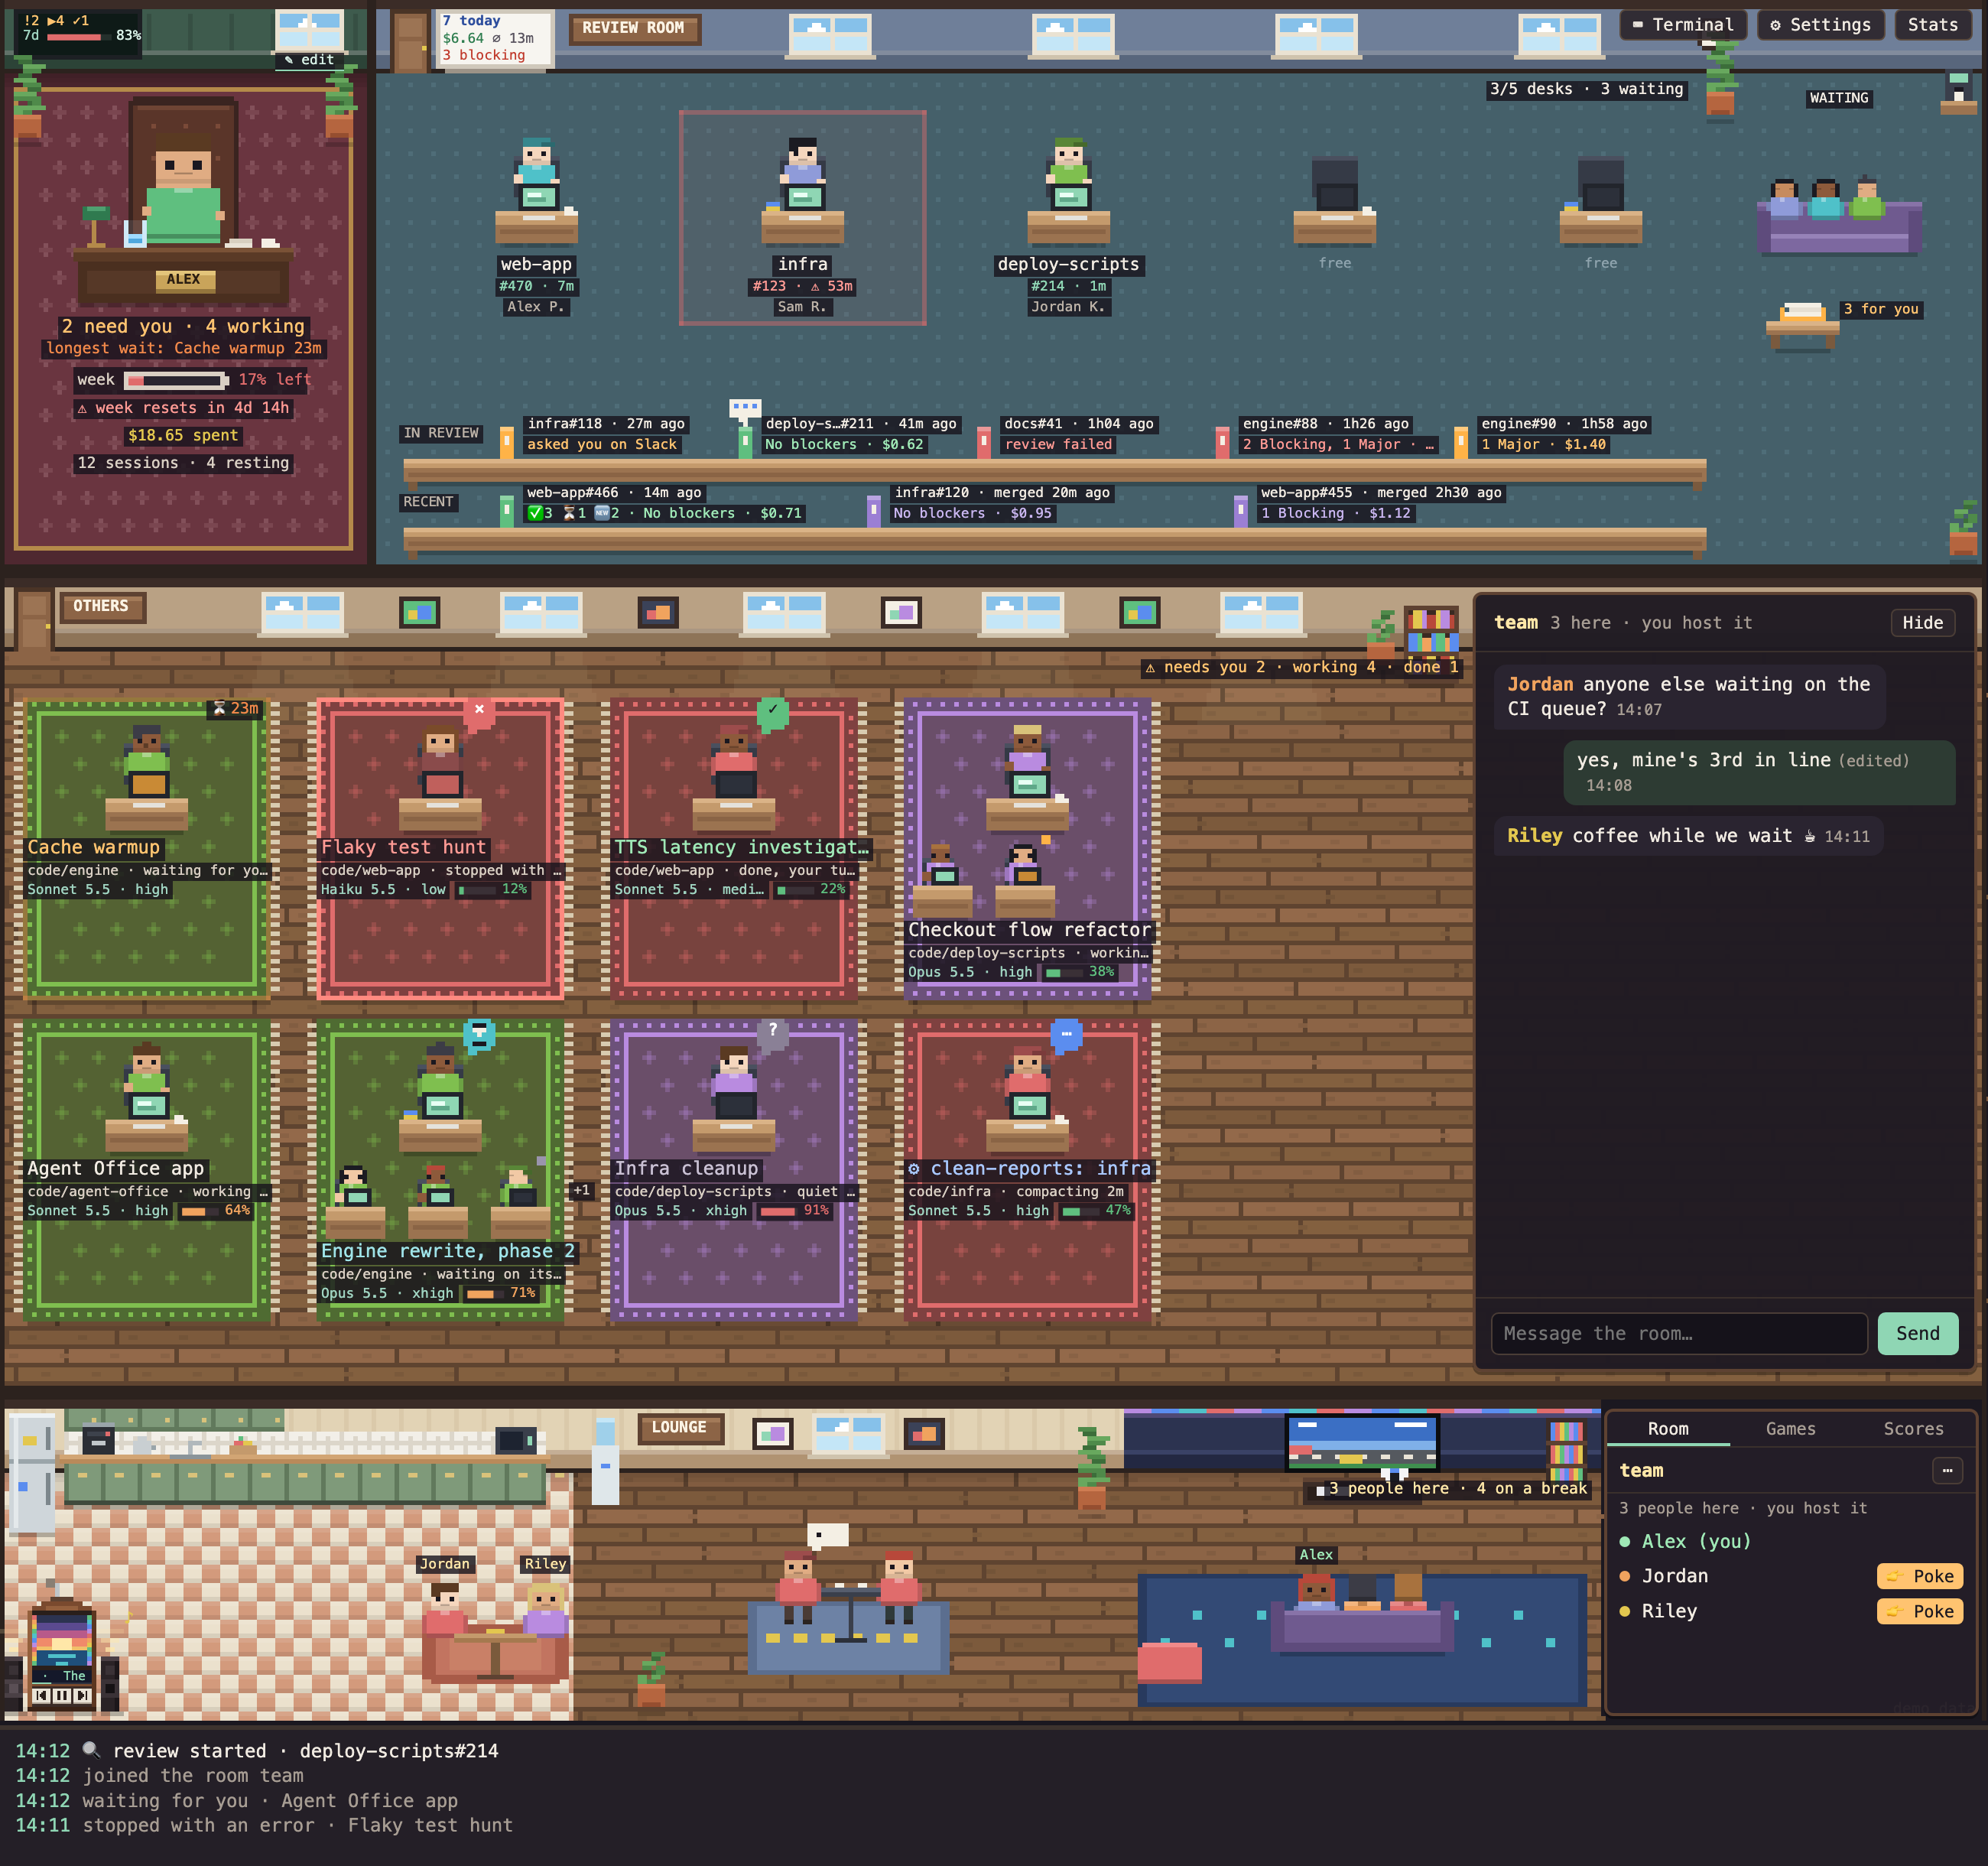 !2 ▶4 ✓1
7d 83%
✎ edit
ALEX
2 need you · 4 working
longest wait: Cache warmup 23m
week 17% left
⚠ week resets in 4d 14h
$18.65 spent
12 sessions · 4 resting
7 today
$6.64 ⌀ 13m
3 blocking
REVIEW ROOM
Terminal
⚙ Settings
Stats
3/5 desks · 3 waiting
WAITING
web-app
#470 · 7m
Alex P.
infra
#123 · ⚠ 53m
Sam R.
deploy-scripts
#214 · 1m
Jordan K.
free
free
3 for you
IN REVIEW
infra#118 · 27m ago
asked you on Slack
deploy-s…#211 · 41m ago
No blockers · $0.62
docs#41 · 1h04 ago
review failed
engine#88 · 1h26 ago
2 Blocking, 1 Major · …
engine#90 · 1h58 ago
1 Major · $1.40
RECENT
web-app#466 · 14m ago
✅3 ⏳1 🆕2 · No blockers · $0.71
infra#120 · merged 20m ago
No blockers · $0.95
web-app#455 · merged 2h30 ago
1 Blocking · $1.12
OTHERS
⚠ needs you 2 · working 4 · done 1
⏳23m
Cache warmup
code/engine · waiting for yo…
Sonnet 5.5 · high
×
Flaky test hunt
code/web-app · stopped with …
Haiku 5.5 · low 12%
✓
TTS latency investigat…
code/web-app · done, your tu…
Sonnet 5.5 · medi… 22%
Checkout flow refactor
code/deploy-scripts · workin…
Opus 5.5 · high 38%
Agent Office app
code/agent-office · working …
Sonnet 5.5 · high 64%
+1
Engine rewrite, phase 2
code/engine · waiting on its…
Opus 5.5 · xhigh 71%
?
Infra cleanup
code/deploy-scripts · quiet …
Opus 5.5 · xhigh 91%
…
⚙ clean-reports: infra
code/infra · compacting 2m
Sonnet 5.5 · high 47%
team 3 here · you host it
Hide
Jordan anyone else waiting on the
CI queue? 14:07
yes, mine's 3rd in line (edited)
14:08
Riley coffee while we wait ☕ 14:11
Message the room…
Send
LOUNGE
3 people here · 4 on a break
Jordan
Riley
Alex
· The
Room
Games
Scores
team
…
3 people here · you host it
Alex (you)
Jordan
👉 Poke
Riley
👉 Poke
14:12 🔍 review started · deploy-scripts#214
14:12 joined the room team
14:12 waiting for you · Agent Office app
14:11 stopped with an error · Flaky test hunt